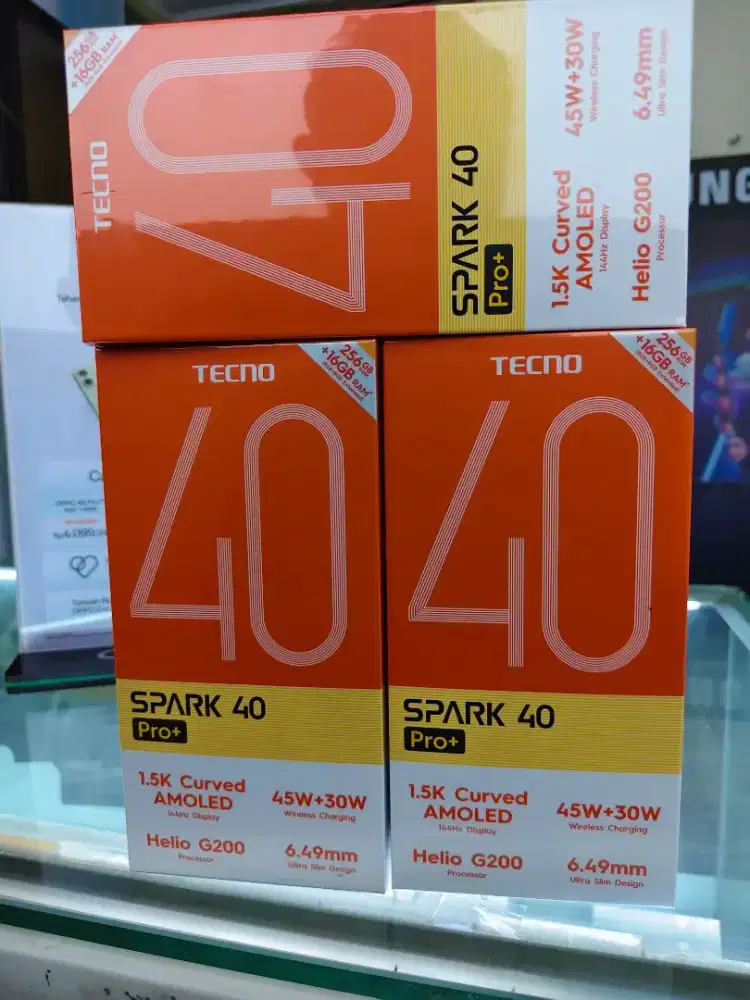 256GB
+16GB RAM*
TECNO
40
SPARK 40
Pro+
1.5K Curved
AMOLED
144Hz Display
45W+30W
Wireless Charging
Helio G200
Processor
6.49mm
Ultra Slim Design
TECNO
256GB
+16GB RAM*
40
SPARK 40
Pro+
1.5K Curved
AMOLED
144Hz Display
45W+30W
Wireless Charging
Helio G200
Processor
6.49mm
Ultra Slim Design
TECNO
256GB
+16GB RAM*
40
SPARK 40
Pro+
1.5K Curved
AMOLED
144Hz Display
45W+30W
Wireless Charging
Helio G200
Processor
6.49mm
Ultra Slim Design